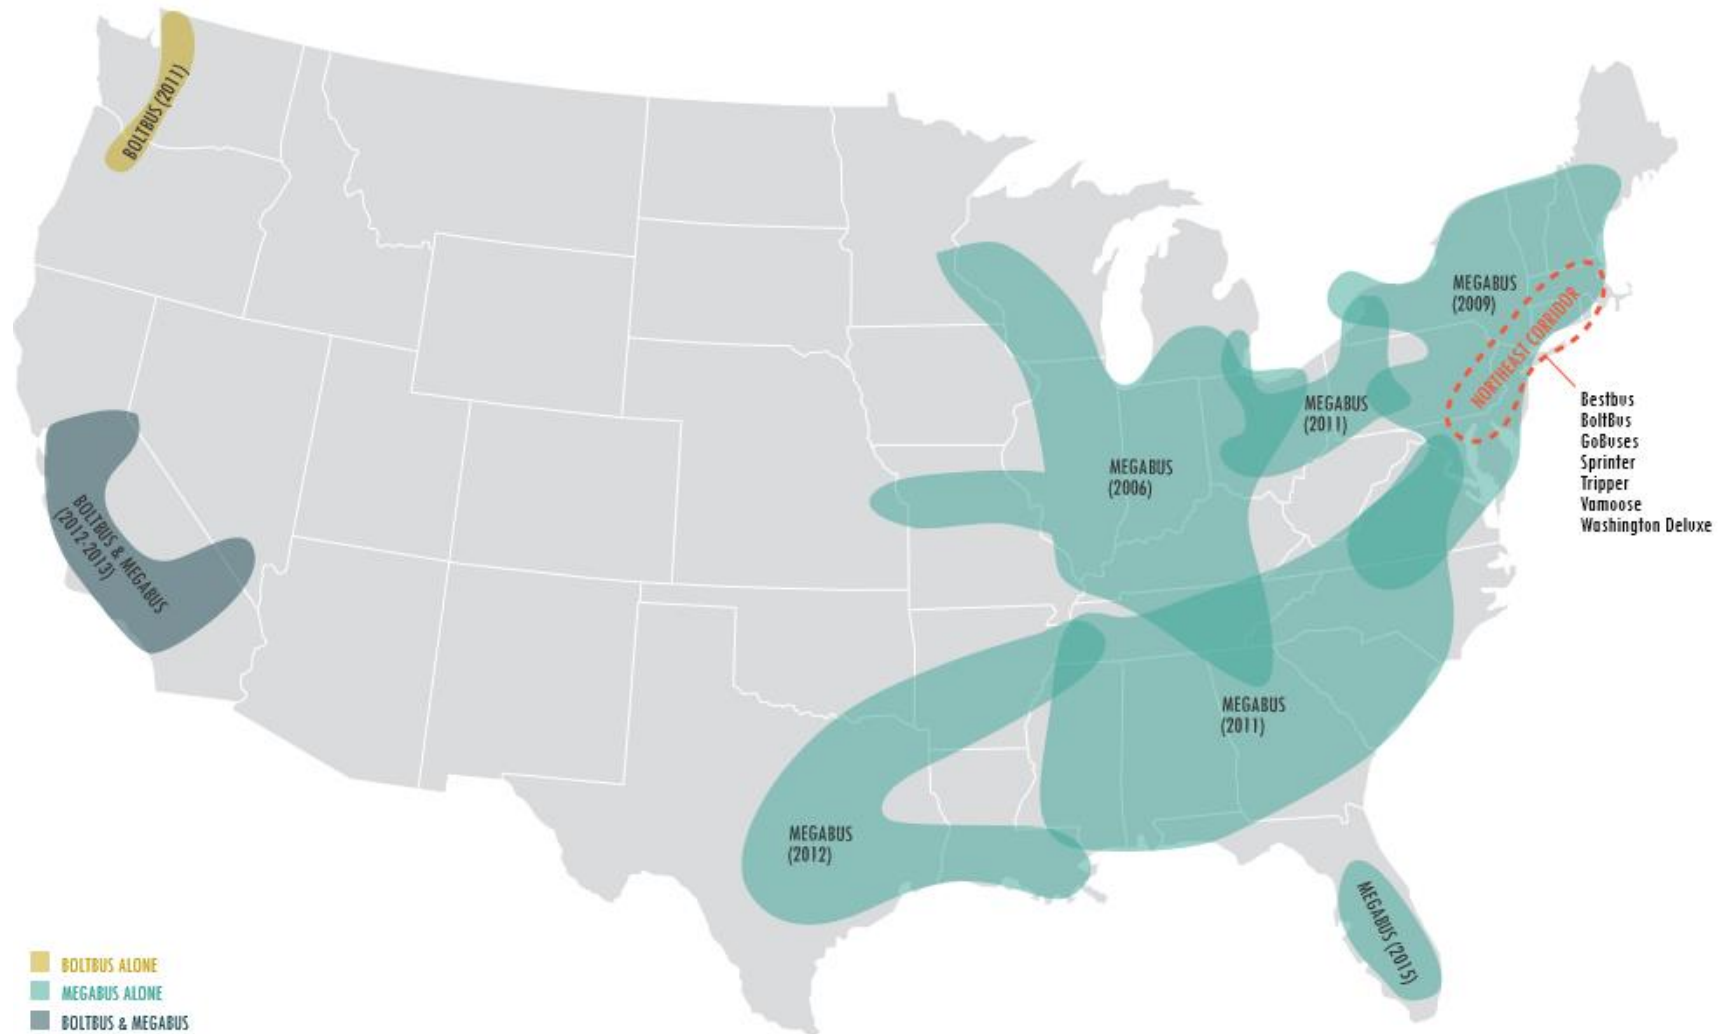 BOLTBUS (2011)
MEGABUS
(2009)
NORTHEAST CORRIDOR
Bestbus
BoltBus
GoBuses
Sprinter
Tripper
Vamoose
Washington Deluxe
MEGABUS
(2011)
MEGABUS
(2006)
BOLTBUS & MEGABUS
(2012-2013)
MEGABUS
(2011)
MEGABUS
(2012)
MEGABUS (2015)
BOLTBUS ALONE
MEGABUS ALONE
BOLTBUS & MEGABUS